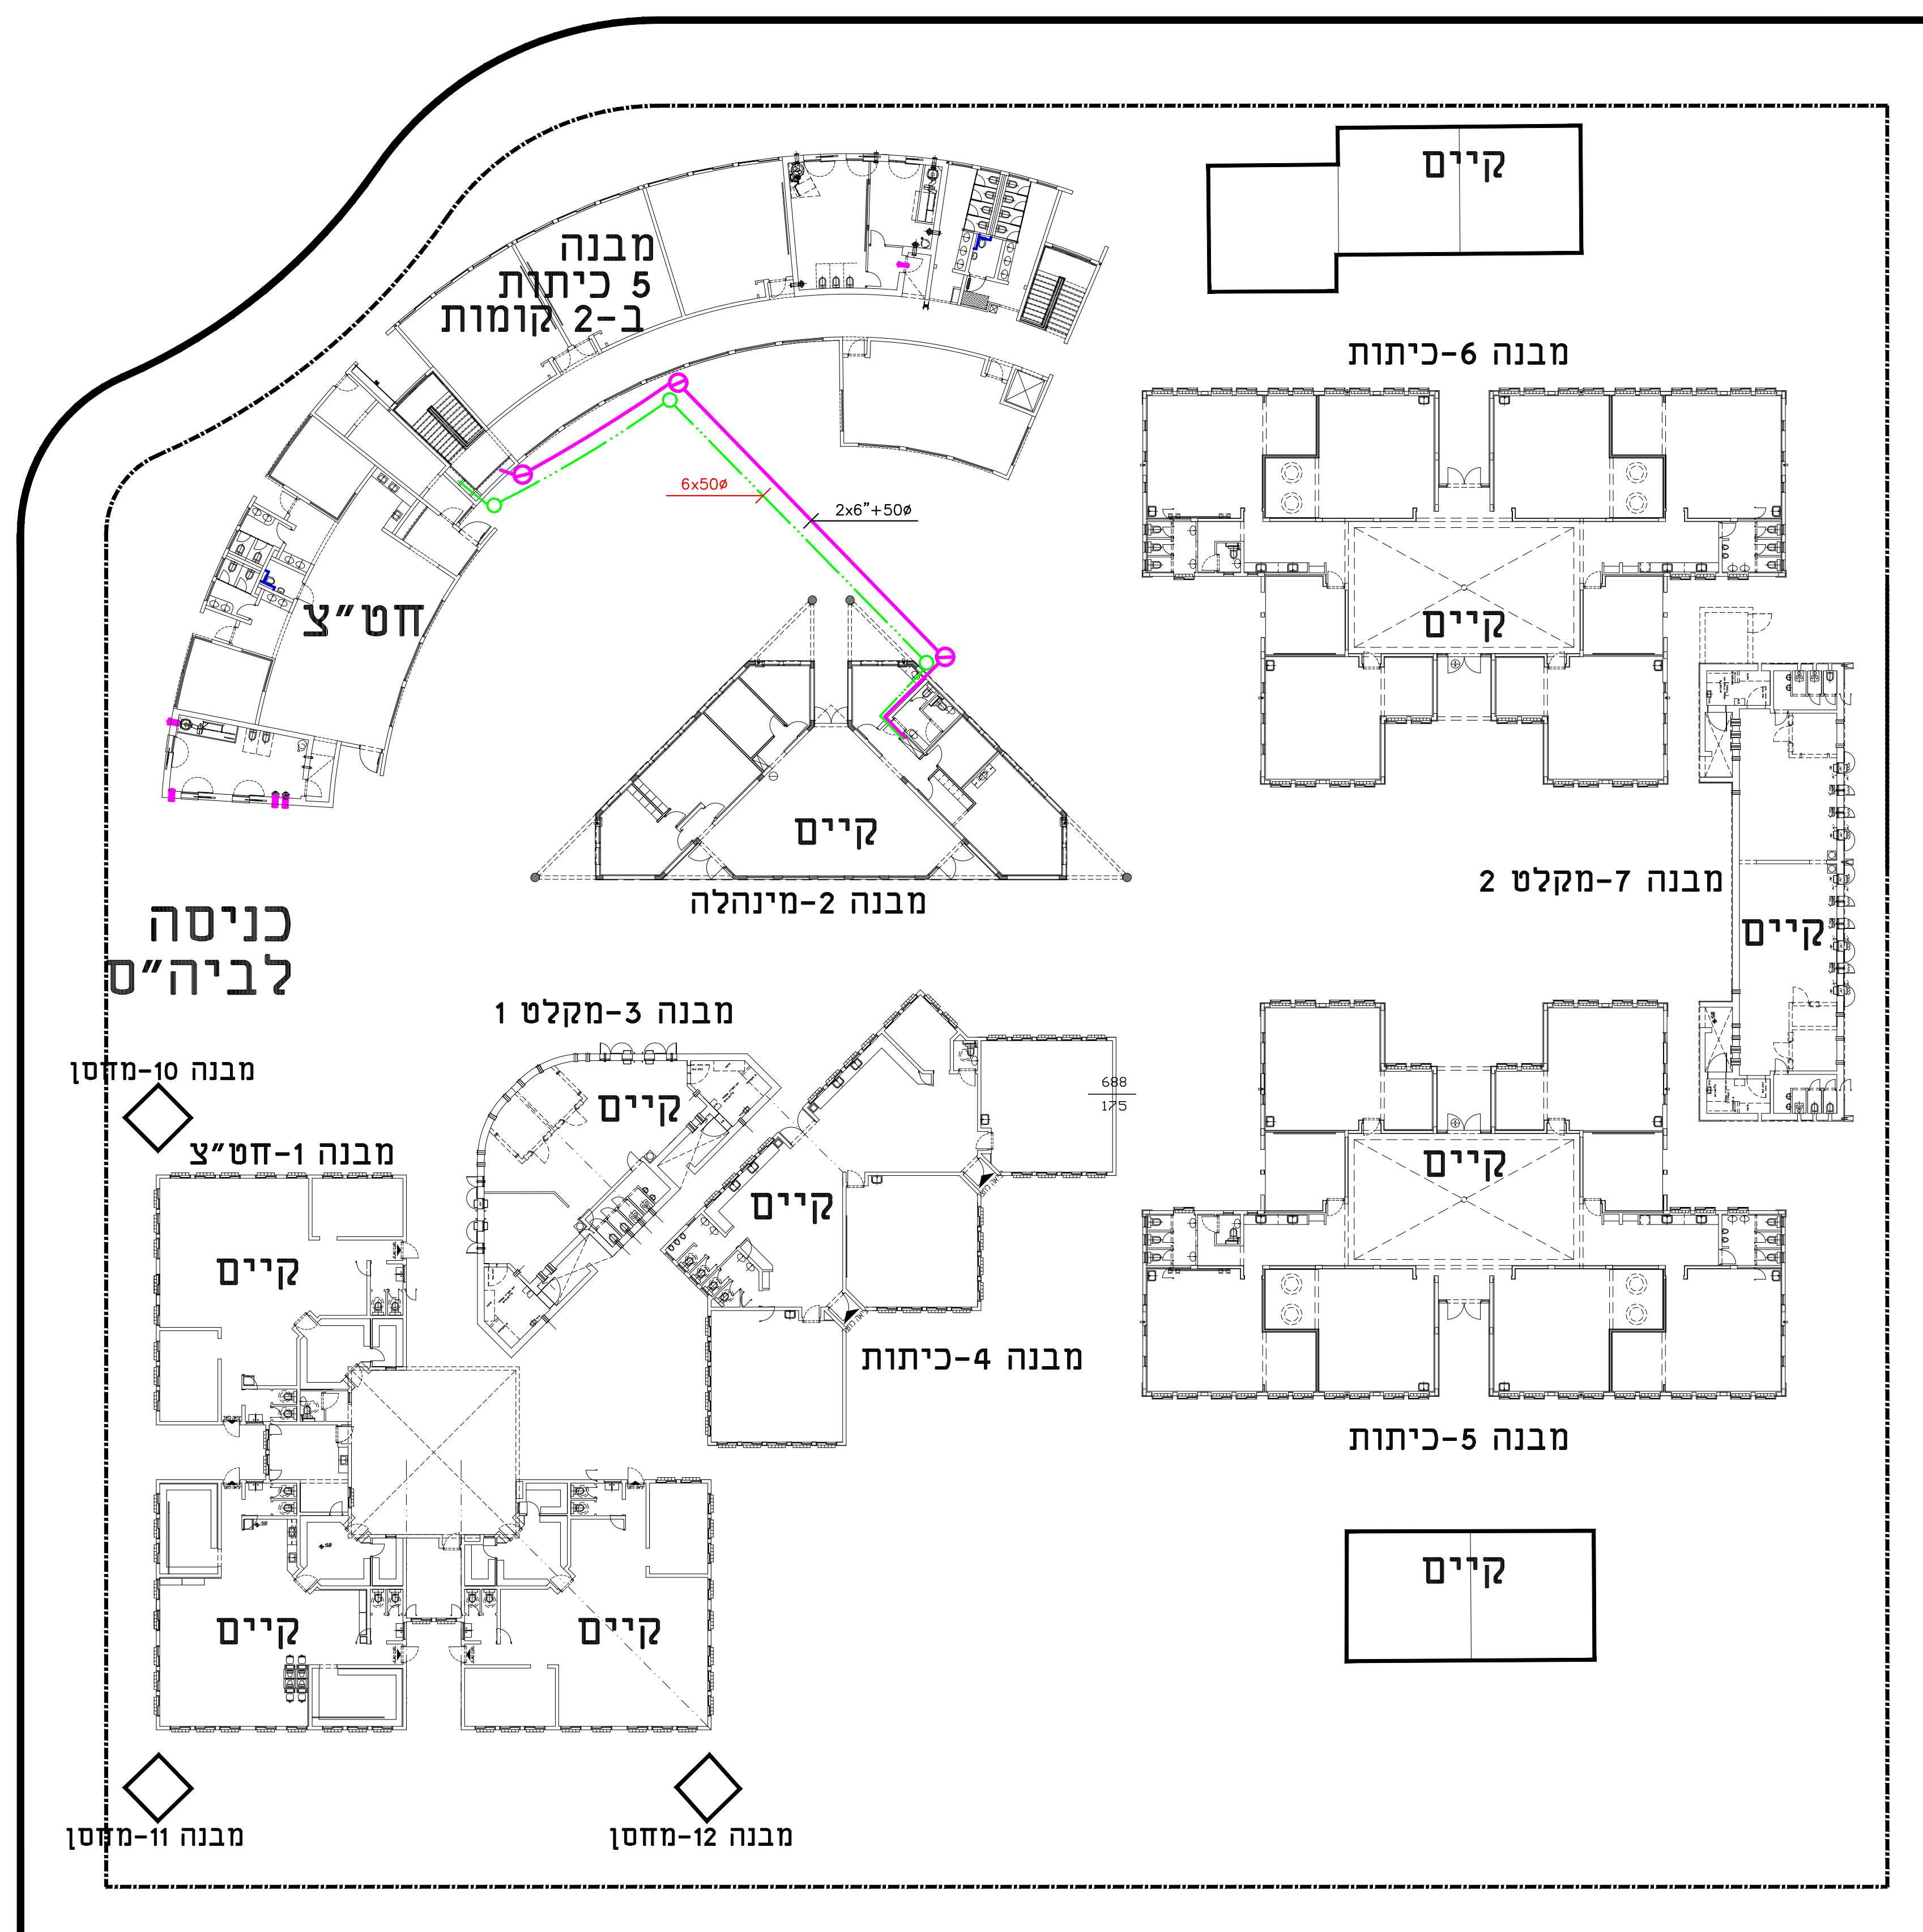 קיים
מבנה
5 כיתות
ב-2 קומות
מבנה 6-כיתות
6x50ø
2x6"+50ø
חט"צ
קיים
קיים
מבנה 2-מינהלה
מבנה 7-מקלט 2
קיים
כניסה
לביה"ס
מבנה 3-מקלט 1
מבנה 10-מחסן
קיים
688
175
מבנה 1-חט"צ
קיים
קיים
קיים
מבנה 4-כיתות
מבנה 5-כיתות
קיים
קיים
קיים
מבנה 11-מחסן
מבנה 12-מחסן